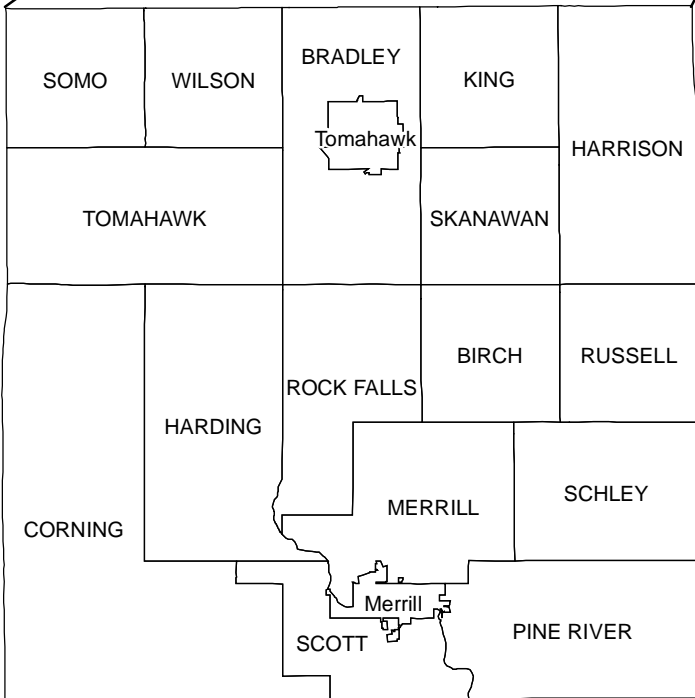 BRADLEY
SOMO
WILSON
KING
Tomahawk
HARRISON
TOMAHAWK
SKANAWAN
BIRCH
RUSSELL
ROCK FALLS
HARDING
SCHLEY
MERRILL
CORNING
Merrill
PINE RIVER
SCOTT